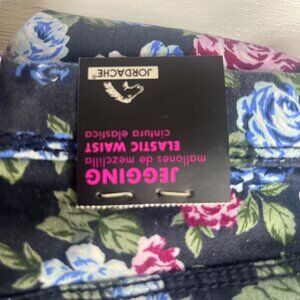 JORDACHE®
JEGGING
mallones de mezclilla
ELASTIC WAIST
cintura elastica